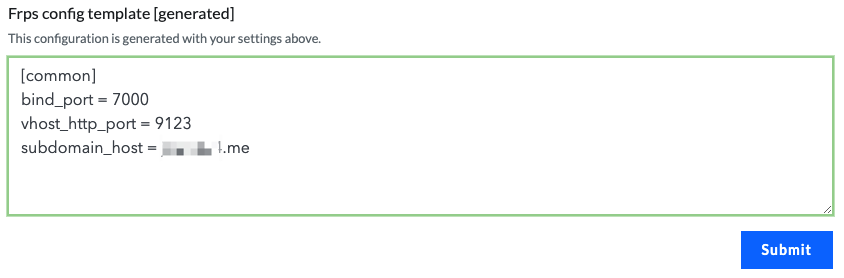 Frps config template [generated]
This configuration is generated with your settings above.
[common]
bind_port = 7000
vhost_http_port = 9123
subdomain_host = .me
Submit